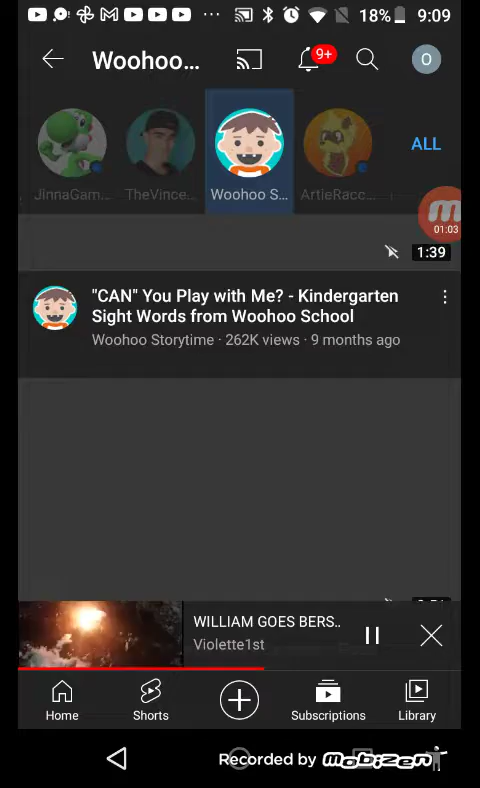 18% 9:09
Woohoo...
9+
O
JinnaGam... TheVince... Woohoo S... ArtieRacc... ALL
01:03
1:39
"CAN" You Play with Me? - Kindergarten
Sight Words from Woohoo School
Woohoo Storytime · 262K views · 9 months ago
WILLIAM GOES BERS..
Violette1st
Home Shorts Subscriptions Library
Recorded by mobizen